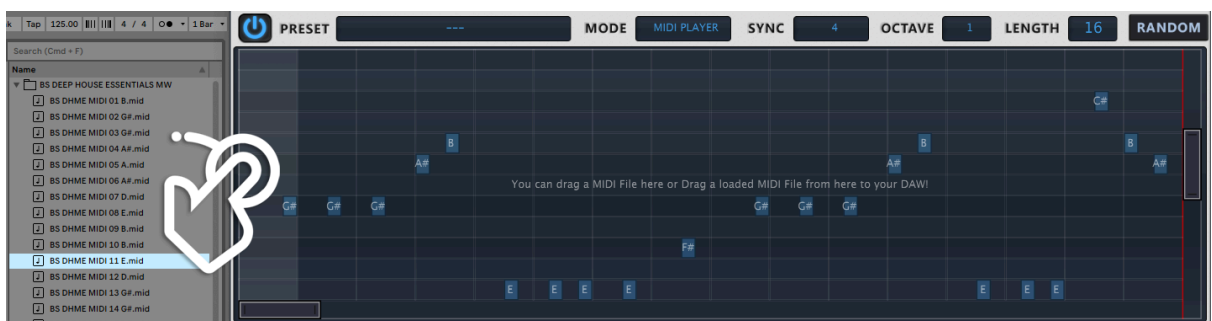 k Tap 125.00 4 / 4 1 Bar
PRESET --- MODE MIDI PLAYER SYNC 4 OCTAVE 1 LENGTH 16 RANDOM
Search (Cmd + F)
Name
BS DEEP HOUSE ESSENTIALS MW
BS DHME MIDI 01 B.mid
BS DHME MIDI 02 G#.mid
BS DHME MIDI 03 G#.mid
BS DHME MIDI 04 A#.mid
BS DHME MIDI 05 A.mid
BS DHME MIDI 06 A#.mid
BS DHME MIDI 07 D.mid
BS DHME MIDI 08 E.mid
BS DHME MIDI 09 B.mid
BS DHME MIDI 10 B.mid
BS DHME MIDI 11 E.mid
BS DHME MIDI 12 D.mid
BS DHME MIDI 13 G#.mid
BS DHME MIDI 14 G#.mid
C#
B B B
A# A# A#
You can drag a MIDI File here or Drag a loaded MIDI File from here to your DAW!
G# G# G# G# G# G#
F#
E E E E E E E